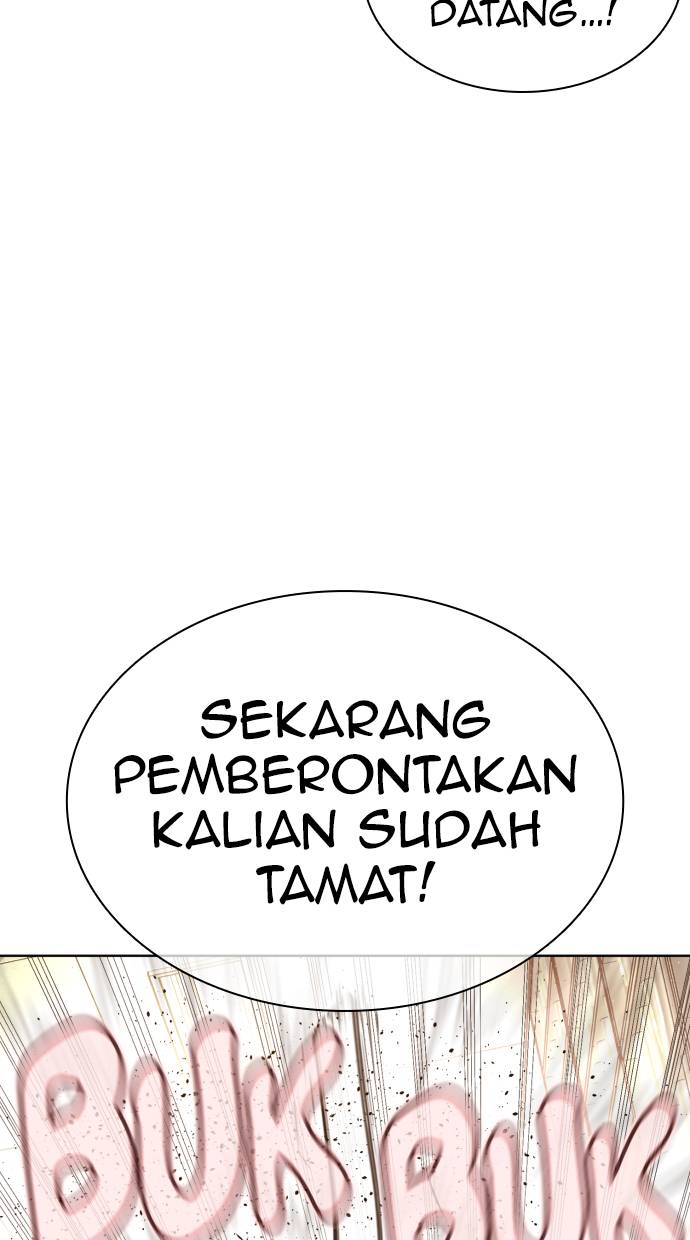 DATANG...!
SEKARANG
PEMBERONTAKAN
KALIAN SUDAH
TAMAT!
BUK
BUK